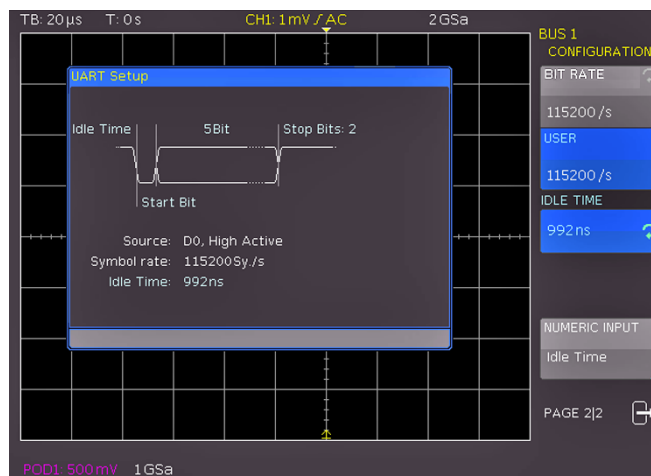 TB: 20µs T: 0s CH1: 1mV AC 2GSa
BUS 1
CONFIGURATION
UART Setup
BIT RATE
115200/s
Idle Time 5Bit Stop Bits: 2
USER
115200/s
Start Bit
IDLE TIME
992ns
Source: D0, High Active
Symbol rate: 115200Sy./s
Idle Time: 992ns
NUMERIC INPUT
Idle Time
PAGE 2|2
POD1: 500mV 1GSa